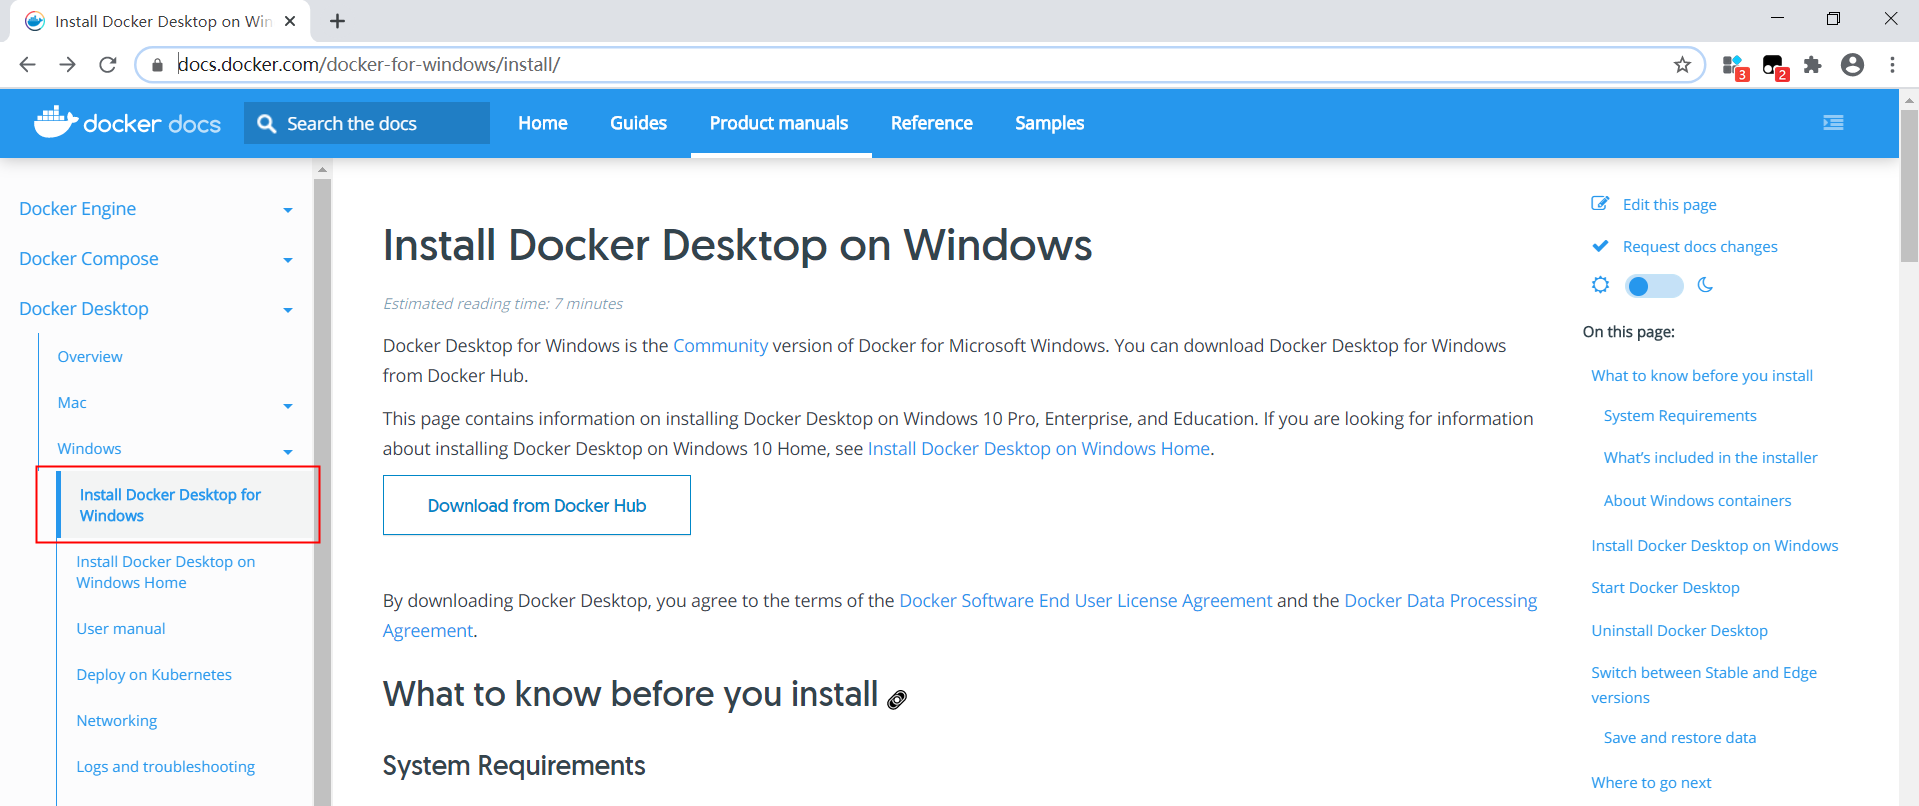 Install Docker Desktop on Win
docs.docker.com/docker-for-windows/install/
3
2
docker docs
Search the docs
Home
Guides
Product manuals
Reference
Samples
Docker Engine
Docker Compose
Docker Desktop
Overview
Mac
Windows
Install Docker Desktop for
Windows
Install Docker Desktop on
Windows Home
User manual
Deploy on Kubernetes
Networking
Logs and troubleshooting
Install Docker Desktop on Windows
Estimated reading time: 7 minutes
Docker Desktop for Windows is the Community version of Docker for Microsoft Windows. You can download Docker Desktop for Windows
from Docker Hub.
This page contains information on installing Docker Desktop on Windows 10 Pro, Enterprise, and Education. If you are looking for information
about installing Docker Desktop on Windows 10 Home, see Install Docker Desktop on Windows Home.
Download from Docker Hub
By downloading Docker Desktop, you agree to the terms of the Docker Software End User License Agreement and the Docker Data Processing
Agreement.
What to know before you install
System Requirements
Edit this page
Request docs changes
On this page:
What to know before you install
System Requirements
What's included in the installer
About Windows containers
Install Docker Desktop on Windows
Start Docker Desktop
Uninstall Docker Desktop
Switch between Stable and Edge
versions
Save and restore data
Where to go next